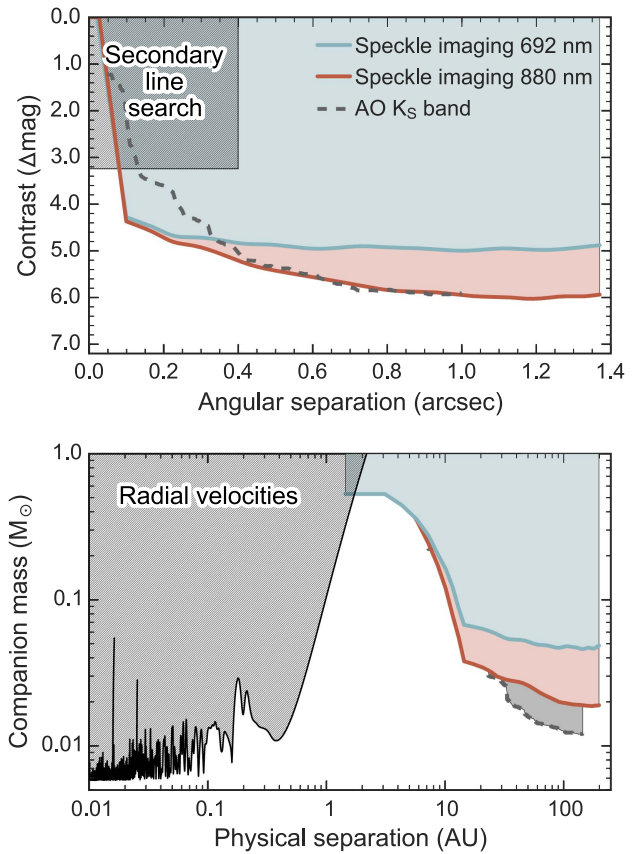 Secondary
line
search
Speckle imaging 692 nm
Speckle imaging 880 nm
AO K_S band
0.0
1.0
2.0
3.0
4.0
5.0
6.0
7.0
Contrast (Δmag)
0.0 0.2 0.4 0.6 0.8 1.0 1.2 1.4
Angular separation (arcsec)
Radial velocities
1.0
0.1
0.01
Companion mass (M⊙)
0.01 0.1 1 10 100
Physical separation (AU)